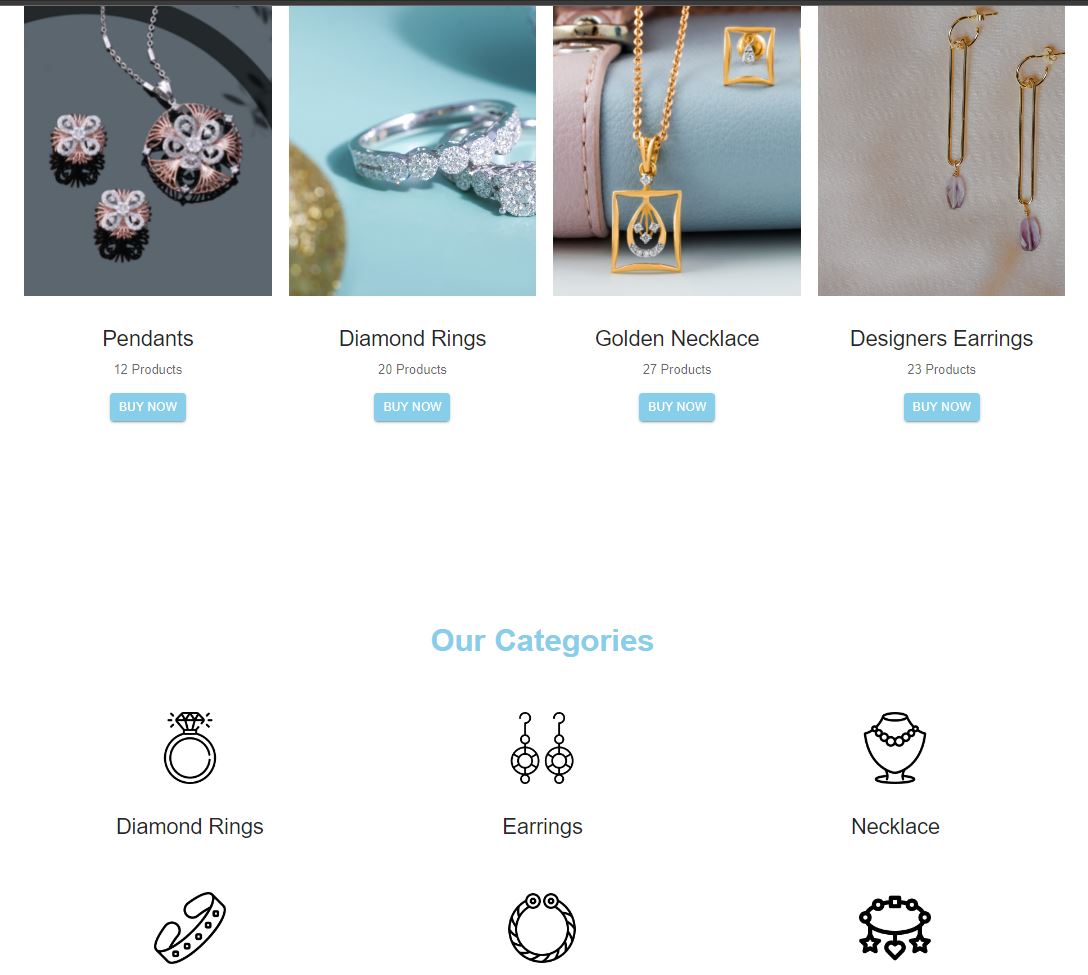 Pendants
Diamond Rings
Golden Necklace
Designers Earrings
12 Products
20 Products
27 Products
23 Products
BUY NOW
BUY NOW
BUY NOW
BUY NOW
Our Categories
Diamond Rings
Earrings
Necklace